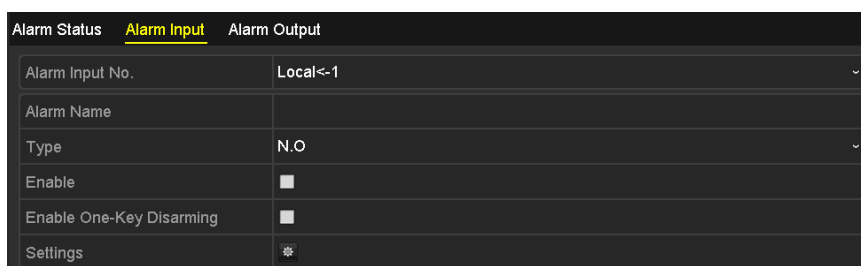 Alarm Status Alarm Input Alarm Output
Alarm Input No. Local<-1
Alarm Name
Type N.O
Enable
Enable One-Key Disarming
Settings